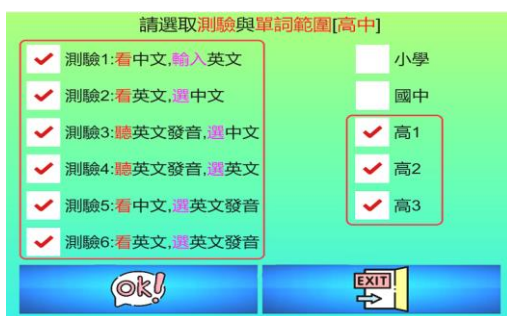 請選取測驗與單詞範圍[高中]
測驗1:看中文,輸入英文
測驗2:看英文,選中文
測驗3:聽英文發音,選中文
測驗4:聽英文發音,選英文
測驗5:看中文,選英文發音
測驗6:看英文,選英文發音
小學
國中
高1
高2
高3
ok!
EXIT